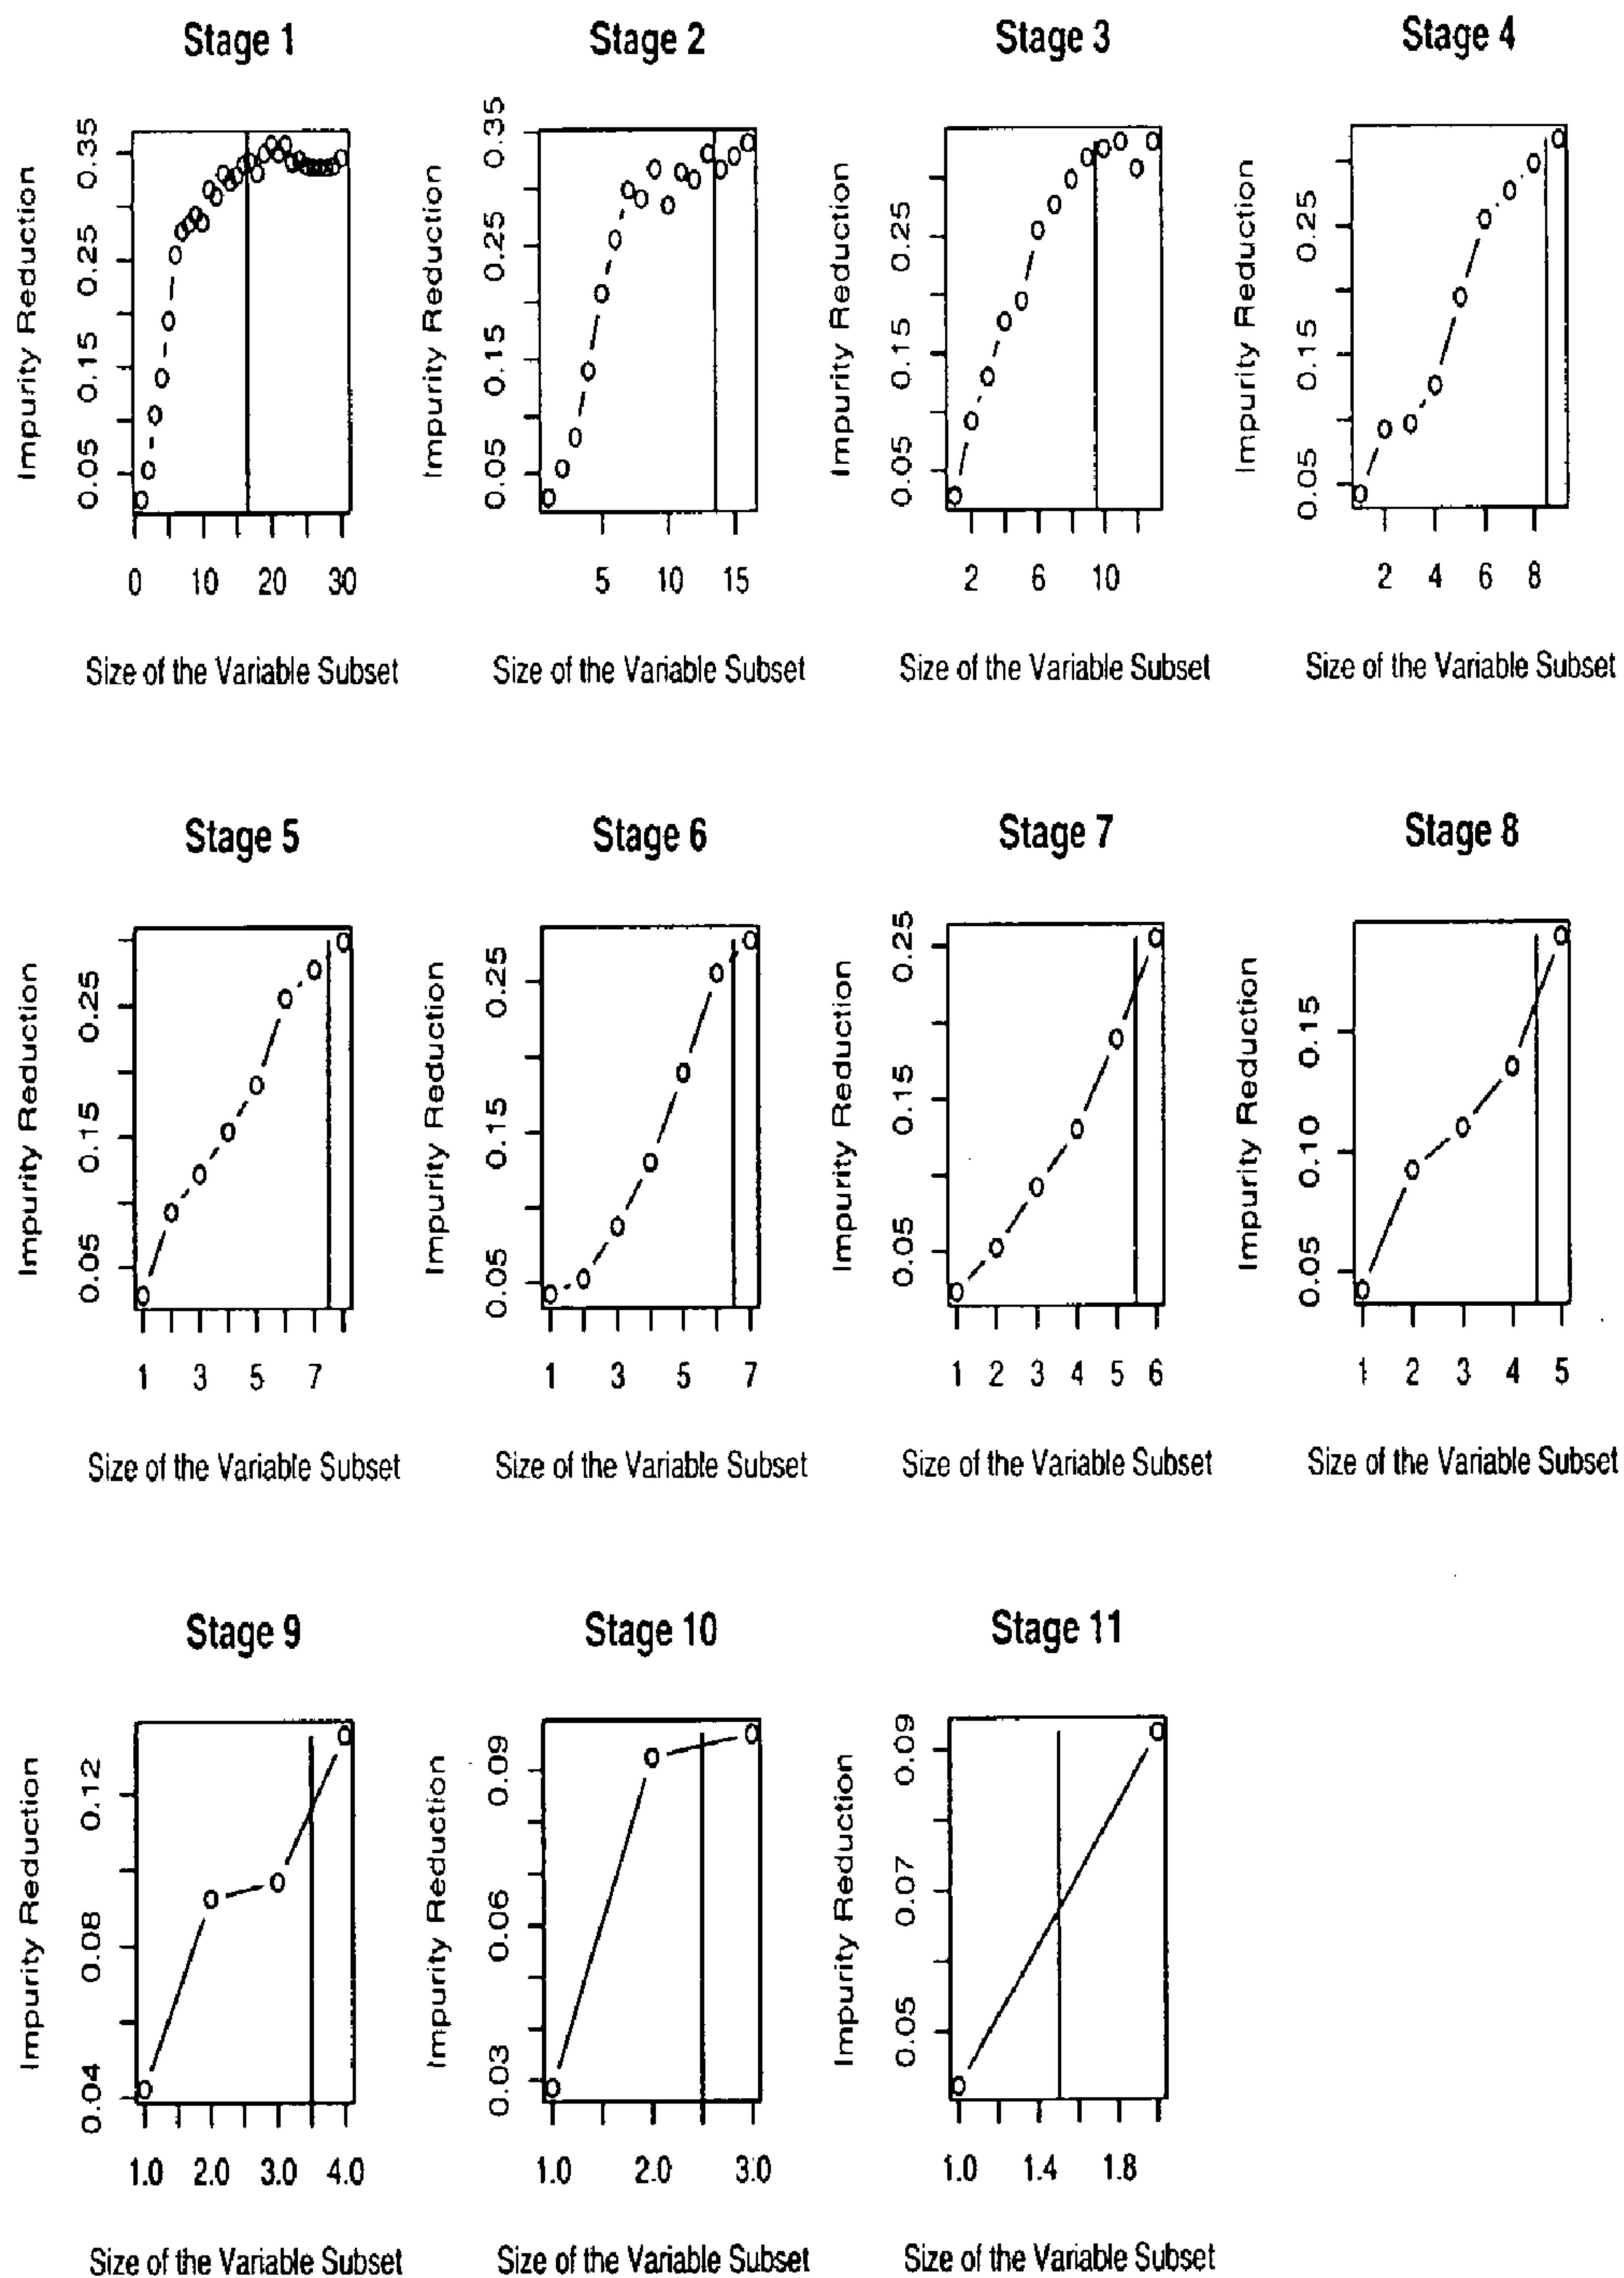 Stage 1
Impurity Reduction
0.05 0.15 0.25 0.35
0 10 20 30
Size of the Variable Subset
Stage 2
Impurity Reduction
0.05 0.15 0.25 0.35
5 10 15
Size of the Variable Subset
Stage 3
Impurity Reduction
0.05 0.15 0.25
2 6 10
Size of the Variable Subset
Stage 4
Impurity Reduction
0.05 0.15 0.25
2 4 6 8
Size of the Variable Subset
Stage 5
Impurity Reduction
0.05 0.15 0.25
1 3 5 7
Size of the Variable Subset
Stage 6
Impurity Reduction
0.05 0.15 0.25
1 3 5 7
Size of the Variable Subset
Stage 7
Impurity Reduction
0.05 0.15 0.25
1 2 3 4 5 6
Size of the Variable Subset
Stage 8
Impurity Reduction
0.05 0.10 0.15
1 2 3 4 5
Size of the Variable Subset
Stage 9
Impurity Reduction
0.04 0.08 0.12
1.0 2.0 3.0 4.0
Size of the Variable Subset
Stage 10
Impurity Reduction
0.03 0.06 0.09
1.0 2.0 3.0
Size of the Variable Subset
Stage 11
Impurity Reduction
0.05 0.07 0.09
1.0 1.4 1.8
Size of the Variable Subset